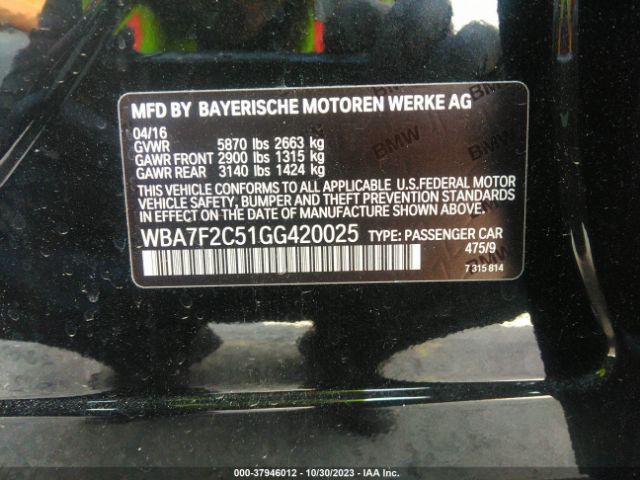 MFD BY BAYERISCHE MOTOREN WERKE AG
04/16
GVWR 5870 lbs 2663 kg
GAWR FRONT 2900 lbs 1315 kg
GAWR REAR 3140 lbs 1424 kg
THIS VEHICLE CONFORMS TO ALL APPLICABLE U.S.FEDERAL MOTOR
VEHICLE SAFETY, BUMPER AND THEFT PREVENTION STANDARDS
IN EFFECT ON THE DATE OF MANUFACTURE SHOWN ABOVE.
WBA7F2C51GG420025 TYPE: PASSENGER CAR
475/9
7 315 814
BMW
BMW
BMW
000-37946012 - 10/30/2023 - IAA Inc.